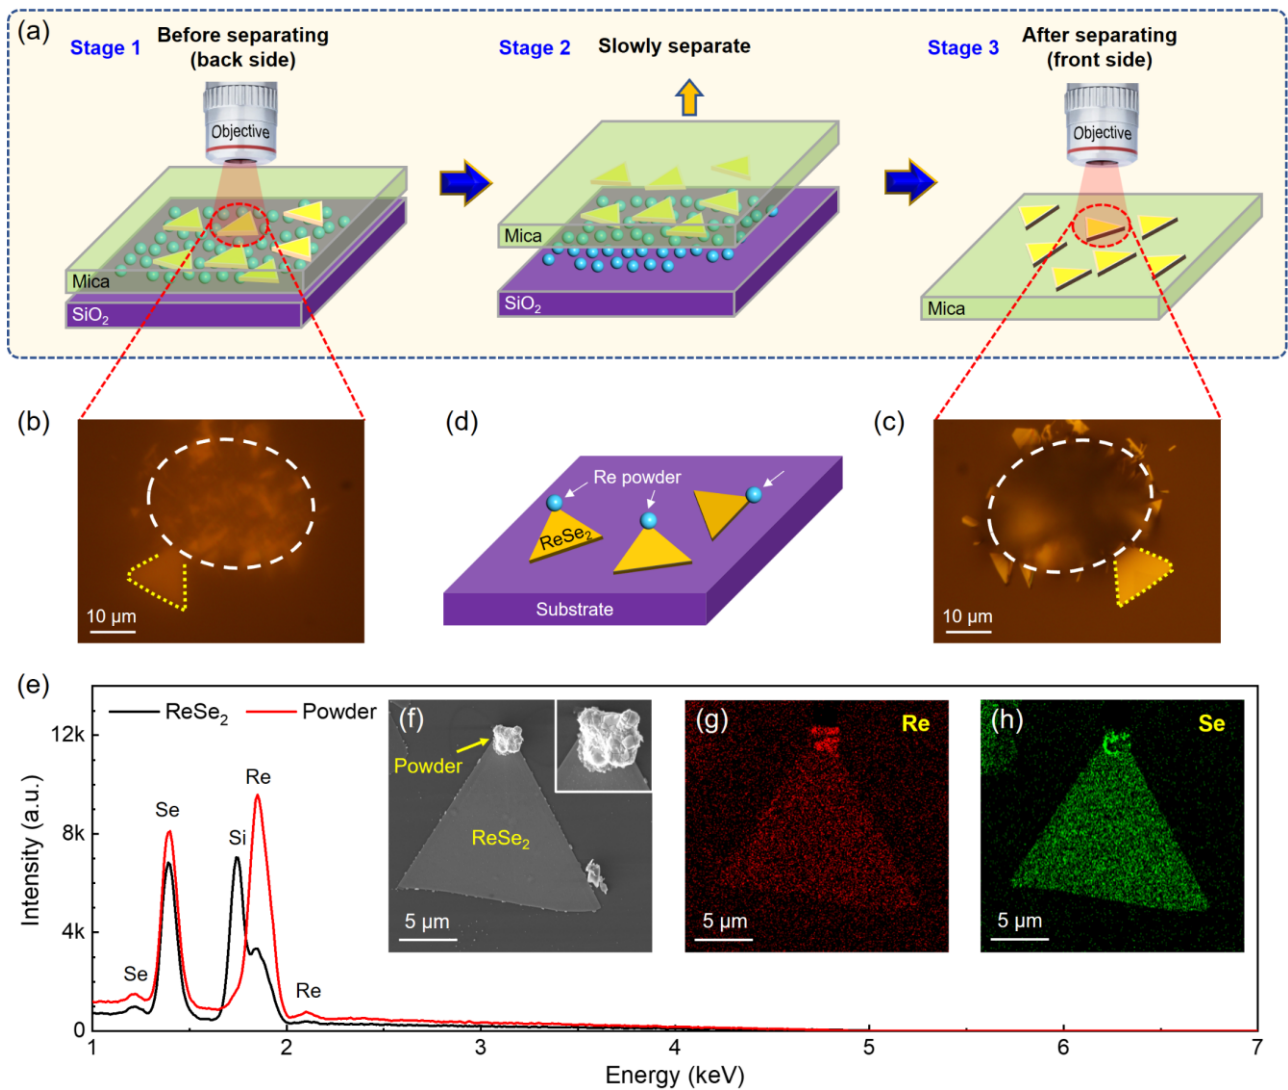 (a)
Stage 1
Before separating
(back side)
Objective
Mica
SiO₂
Stage 2
Slowly separate
Mica
SiO₂
Stage 3
After separating
(front side)
Objective
Mica
(b)
10 μm
(d)
Re powder
ReSe₂
Substrate
(c)
10 μm
(e)
ReSe₂
Powder
Intensity (a.u.)
12k
8k
4k
0
Se
Se
Si
Re
Re
1
2
3
4
5
6
7
Energy (keV)
(f)
Powder
ReSe₂
5 μm
(g)
Re
5 μm
(h)
Se
5 μm